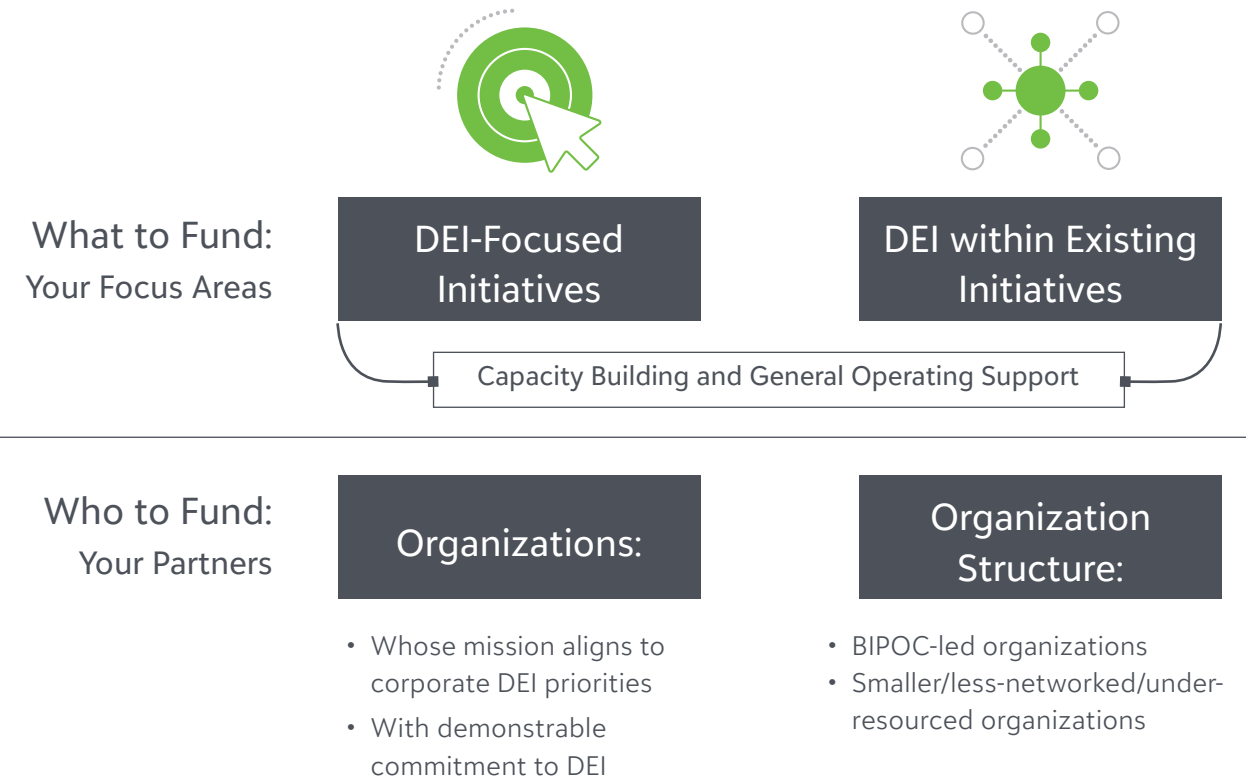 What to Fund:
Your Focus Areas
DEI-Focused
Initiatives
DEI within Existing
Initiatives
Capacity Building and General Operating Support
Who to Fund:
Your Partners
Organizations:
• Whose mission aligns to
corporate DEI priorities
• With demonstrable
commitment to DEI
Organization
Structure:
• BIPOC-led organizations
• Smaller/less-networked/under-
resourced organizations